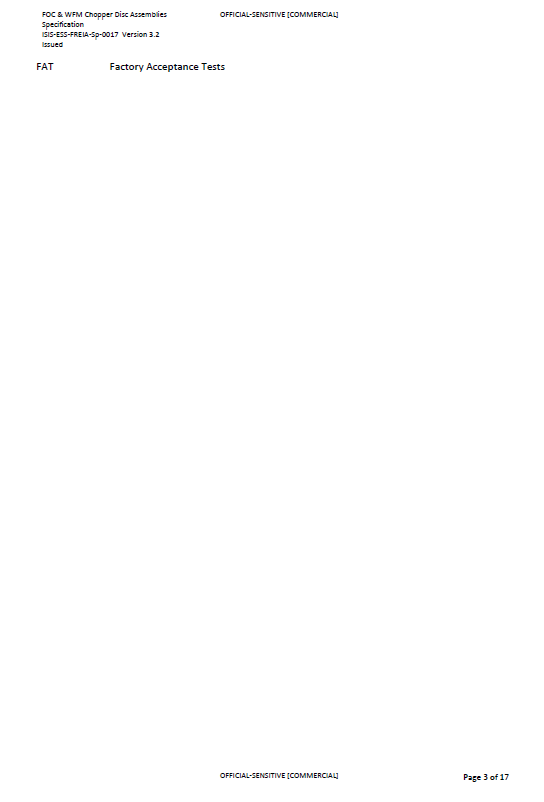 FOC & WFM Chopper Disc Assemblies
OFFICIAL-SENSITIVE [COMMERCIAL]
Specification
ISIS-ESS-FREIA-Sp-0017 Version 3.2
Issued
FAT Factory Acceptance Tests
OFFICIAL-SENSITIVE [COMMERCIAL]
Page 3 of 17